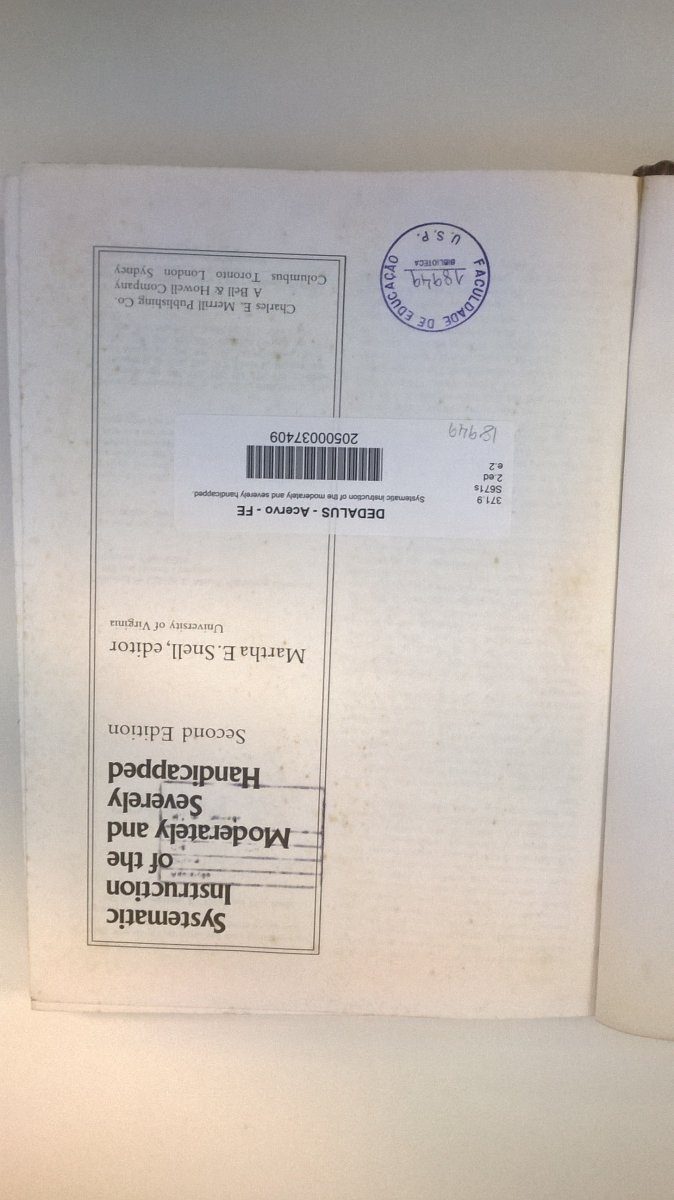 Systematic
Instruction
of the
Moderately and
Severely
Handicapped
Second Edition
Martha E. Snell, editor
University of Virginia
DEDALUS - Acervo - FE
Systematic instruction of the moderately and severely handicapped.
20500037409
371.9
S671s
2.ed
e.2
18949
Charles E. Merrill Publishing Co.
A Bell & Howell Company
Columbus Toronto London Sydney
FACULDADE DE EDUCAÇÃO
18949
BIBLIOTECA
U.S.P.